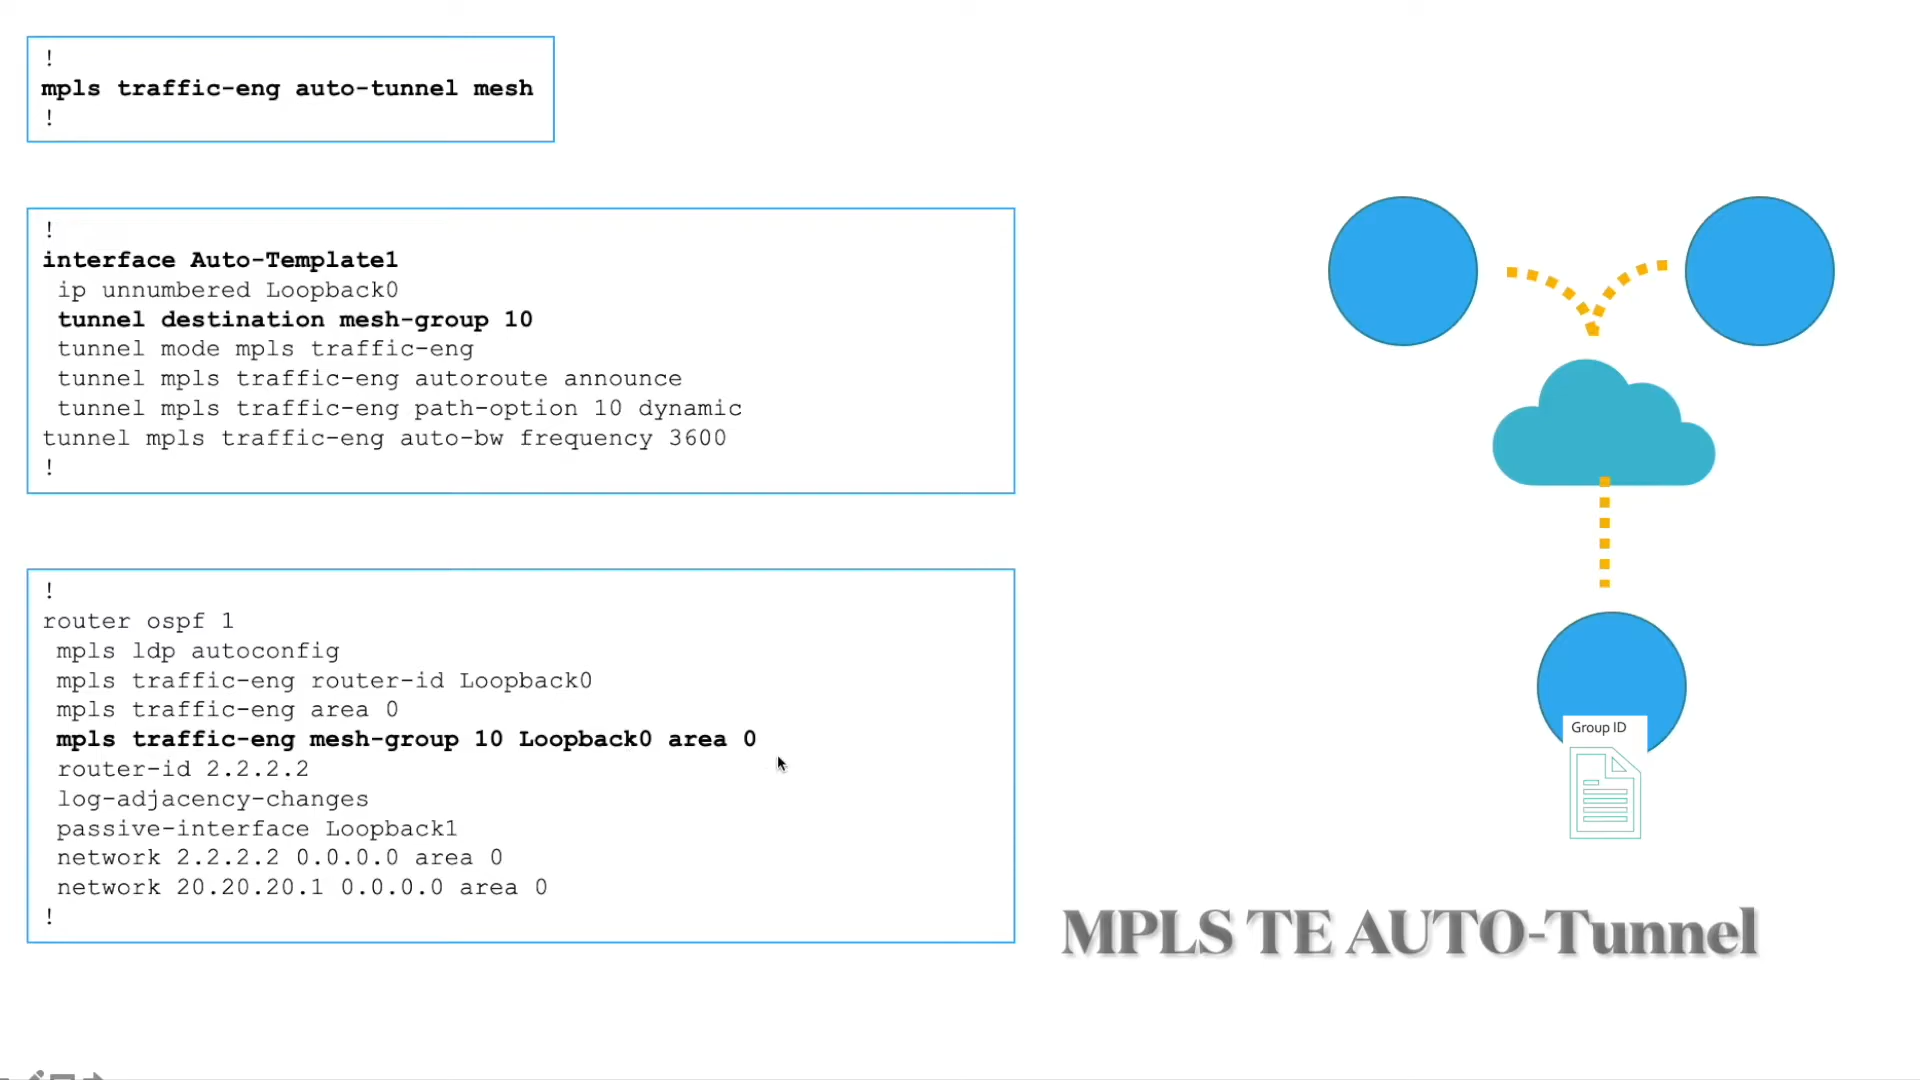 !
mpls traffic-eng auto-tunnel mesh
!
!
interface Auto-Template1
ip unnumbered Loopback0
tunnel destination mesh-group 10
tunnel mode mpls traffic-eng
tunnel mpls traffic-eng autoroute announce
tunnel mpls traffic-eng path-option 10 dynamic
tunnel mpls traffic-eng auto-bw frequency 3600
!
!
router ospf 1
mpls ldp autoconfig
mpls traffic-eng router-id Loopback0
mpls traffic-eng area 0
mpls traffic-eng mesh-group 10 Loopback0 area 0
router-id 2.2.2.2
log-adjacency-changes
passive-interface Loopback1
network 2.2.2.2 0.0.0.0 area 0
network 20.20.20.1 0.0.0.0 area 0
!
Group ID
MPLS TE AUTO-Tunnel